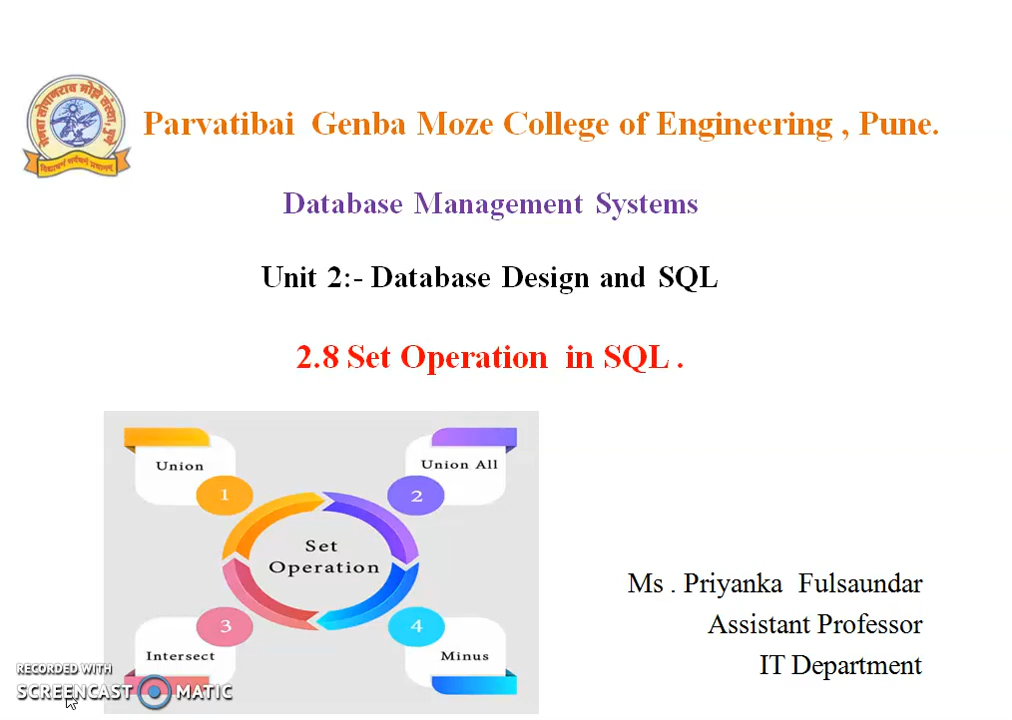 Parvatibai Genba Moze College of Engineering , Pune.
Database Management Systems
Unit 2:- Database Design and SQL
2.8 Set Operation in SQL .
Union
Union All
1
2
Set
Operation
3
4
Intersect
Minus
Ms . Priyanka Fulsaundar
Assistant Professor
IT Department
RECORDED WITH
SCREENCAST MATIC